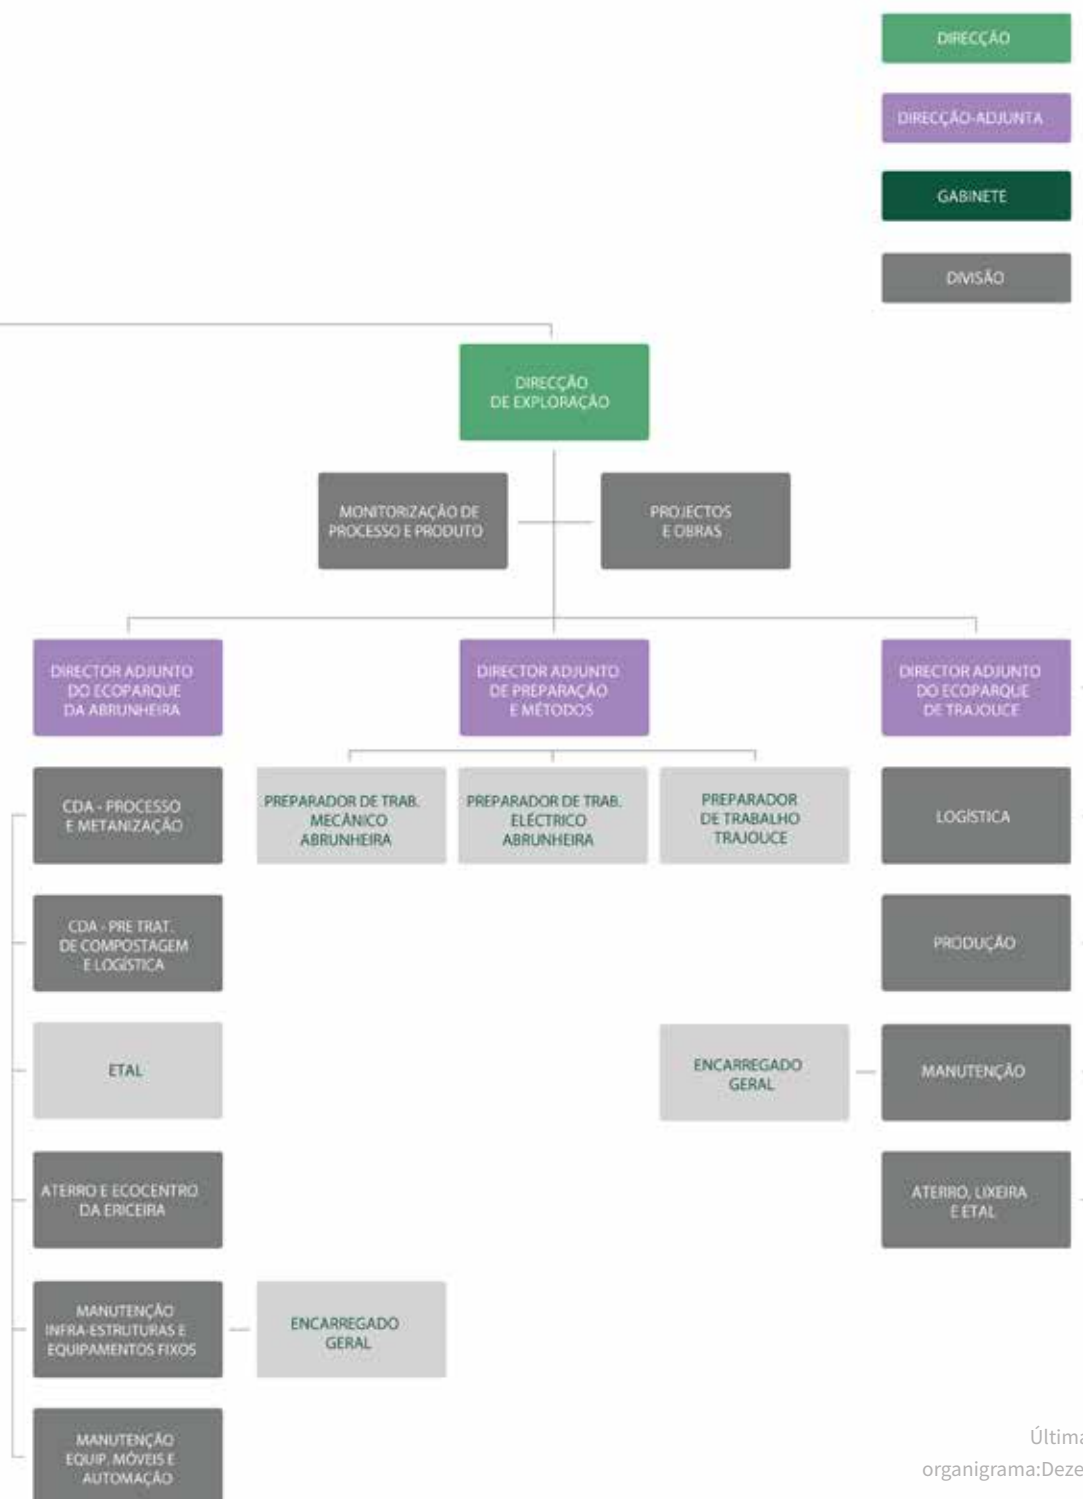 DIRECÇÃO
DIRECÇÃO-ADJUNTA
GABINETE
DIVISÃO
DIRECÇÃO
DE EXPLORAÇÃO
MONITORIZAÇÃO DE
PROCESSO E PRODUTO
PROJECTOS
E OBRAS
DIRECTOR ADJUNTO
DO ECOPARQUE
DA ABRUNHEIRA
DIRECTOR ADJUNTO
DE PREPARAÇÃO
E MÉTODOS
DIRECTOR ADJUNTO
DO ECOPARQUE
DE TRAJOUCE
CDA - PROCESSO
E METANIZAÇÃO
PREPARADOR DE TRAB.
MECÂNICO
ABRUNHEIRA
PREPARADOR DE TRAB.
ELÉCTRICO
ABRUNHEIRA
PREPARADOR
DE TRABALHO
TRAJOUCE
LOGÍSTICA
CDA - PRE TRAT.
DE COMPOSTAGEM
E LOGÍSTICA
PRODUÇÃO
ETAL
ENCARREGADO
GERAL
MANUTENÇÃO
ATERRO E ECOCENTRO
DA ERICEIRA
ATERRO, LIXEIRA
E ETAL
MANUTENÇÃO
INFRA-ESTRUTURAS E
EQUIPAMENTOS FIXOS
ENCARREGADO
GERAL
MANUTENÇÃO
EQUIP. MÓVEIS E
AUTOMAÇÃO
Última
organigrama:Deze